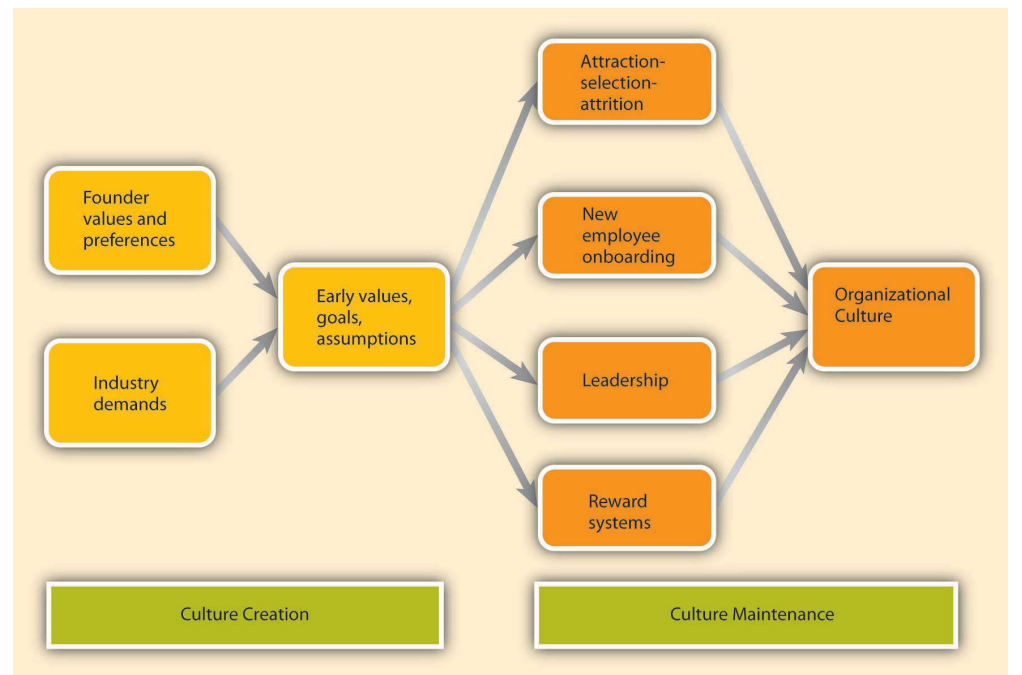 Founder
values and
preferences
Industry
demands
Early values,
goals,
assumptions
Attraction-
selection-
attrition
New
employee
onboarding
Leadership
Reward
systems
Organizational
Culture
Culture Creation
Culture Maintenance